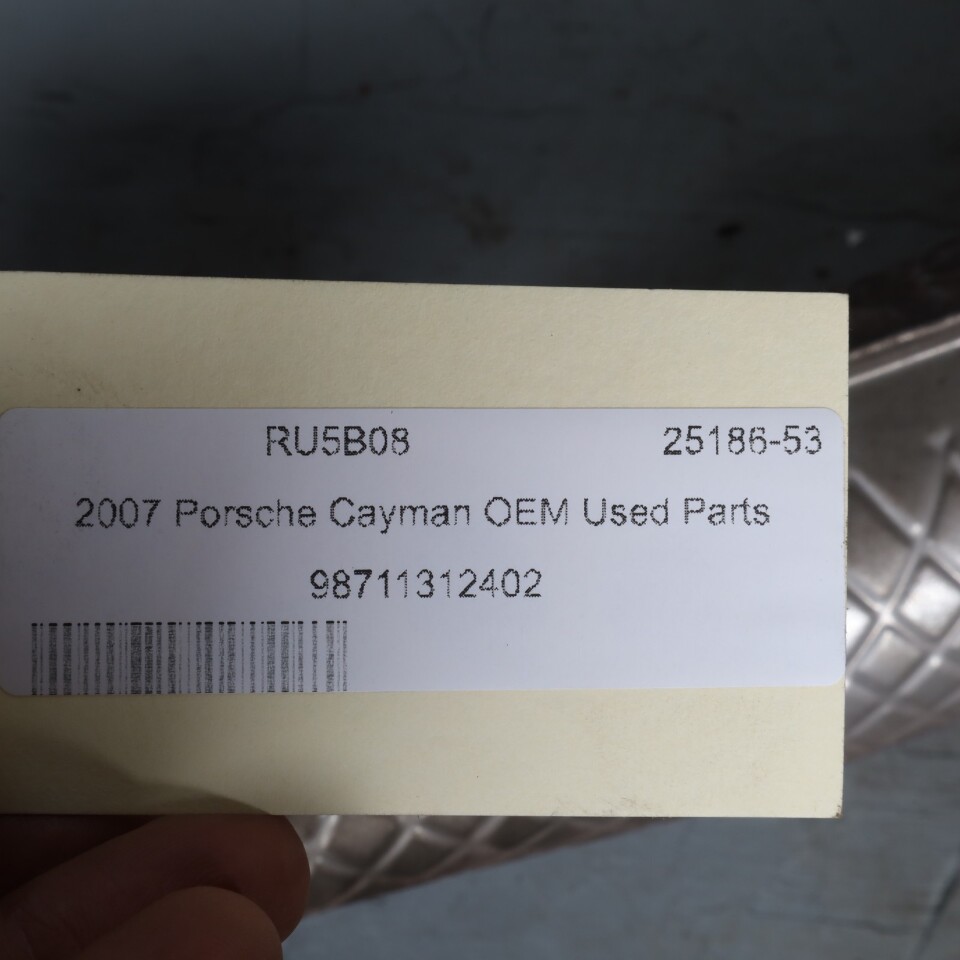 RU5B08 25186-53
2007 Porsche Cayman OEM Used Parts
98711312402